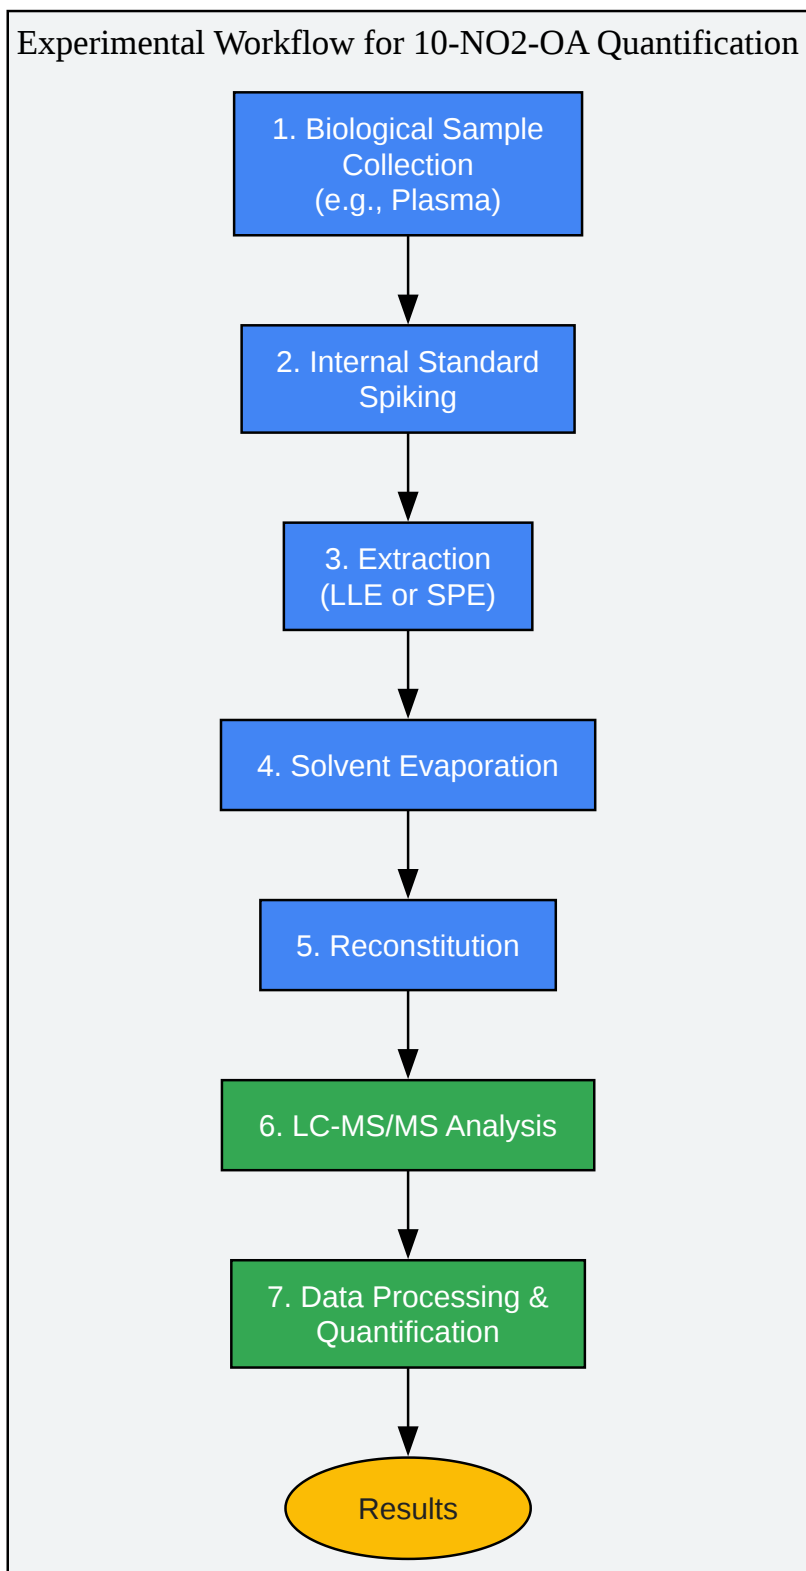 Experimental Workflow for 10-NO2-OA Quantification
1. Biological Sample
Collection
(e.g., Plasma)
2. Internal Standard
Spiking
3. Extraction
(LLE or SPE)
4. Solvent Evaporation
5. Reconstitution
6. LC-MS/MS Analysis
7. Data Processing &
Quantification
Results